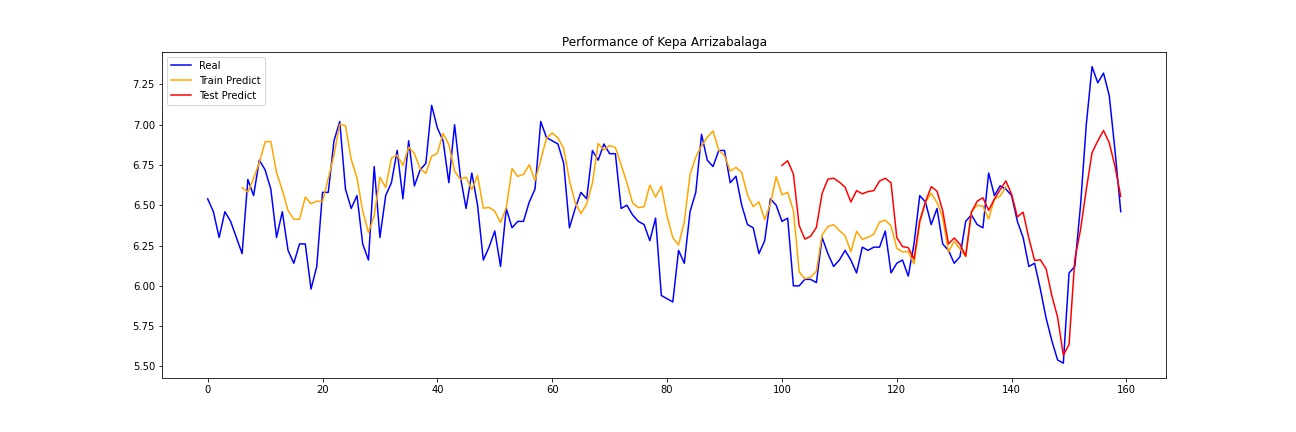 Performance of Kepa Arrizabalaga
Real
Train Predict
Test Predict
7.25
7.00
6.75
6.50
6.25
6.00
5.75
5.50
0 20 40 60 80 100 120 140 160